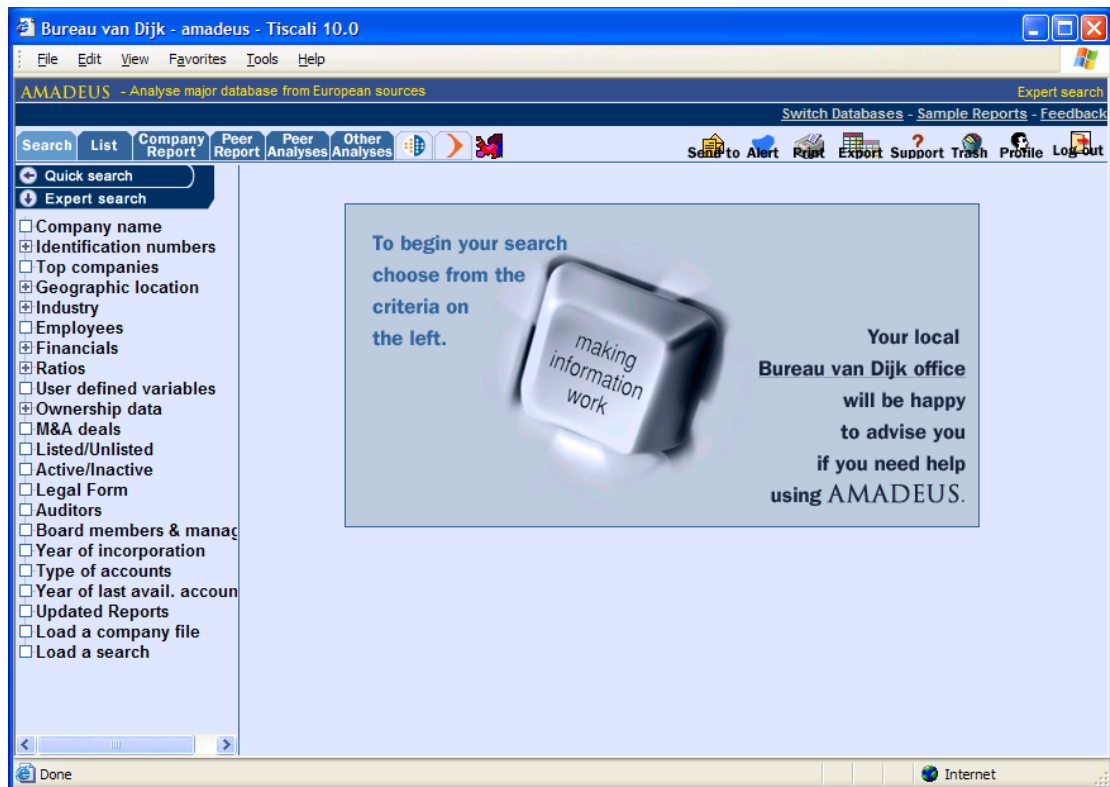 Bureau van Dijk - amadeus - Tiscali 10.0
File Edit View Favorites Tools Help
AMADEUS - Analyse major database from European sources Expert search
Switch Databases - Sample Reports - Feedback
Search List Company Report Peer Report Peer Analyses Other Analyses Send to Alert Print Export Support Trash Profile Log out
Quick search
Expert search
Company name
Identification numbers
Top companies
Geographic location
Industry
Employees
Financials
Ratios
User defined variables
Ownership data
M&A deals
Listed/Unlisted
Active/Inactive
Legal Form
Auditors
Board members & manag
Year of incorporation
Type of accounts
Year of last avail. accoun
Updated Reports
Load a company file
Load a search
To begin your search
choose from the
criteria on
the left.
making
information
work
Your local
Bureau van Dijk office
will be happy
to advise you
if you need help
using AMADEUS.
Done Internet